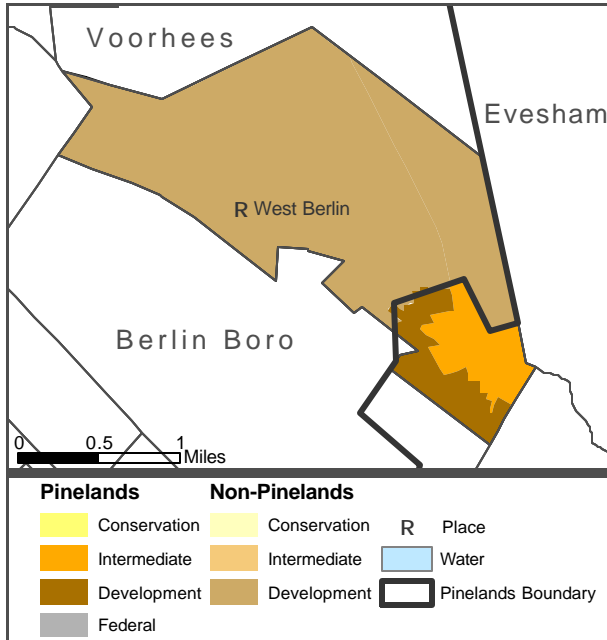 Voorhees
Evesham
R West Berlin
Berlin Boro
0 0.5 1
Miles
Pinelands Non-Pinelands
Conservation Conservation R Place
Intermediate Intermediate Water
Development Development Pinelands Boundary
Federal